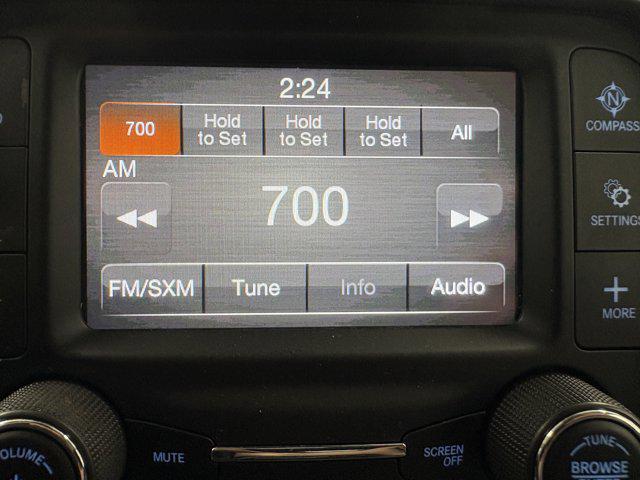 2:24
700
Hold
to Set
Hold
to Set
Hold
to Set
All
AM
700
FM/SXM
Tune
Info
Audio
COMPASS
SETTINGS
MORE
VOLUME
MUTE
SCREEN
OFF
TUNE
BROWSE